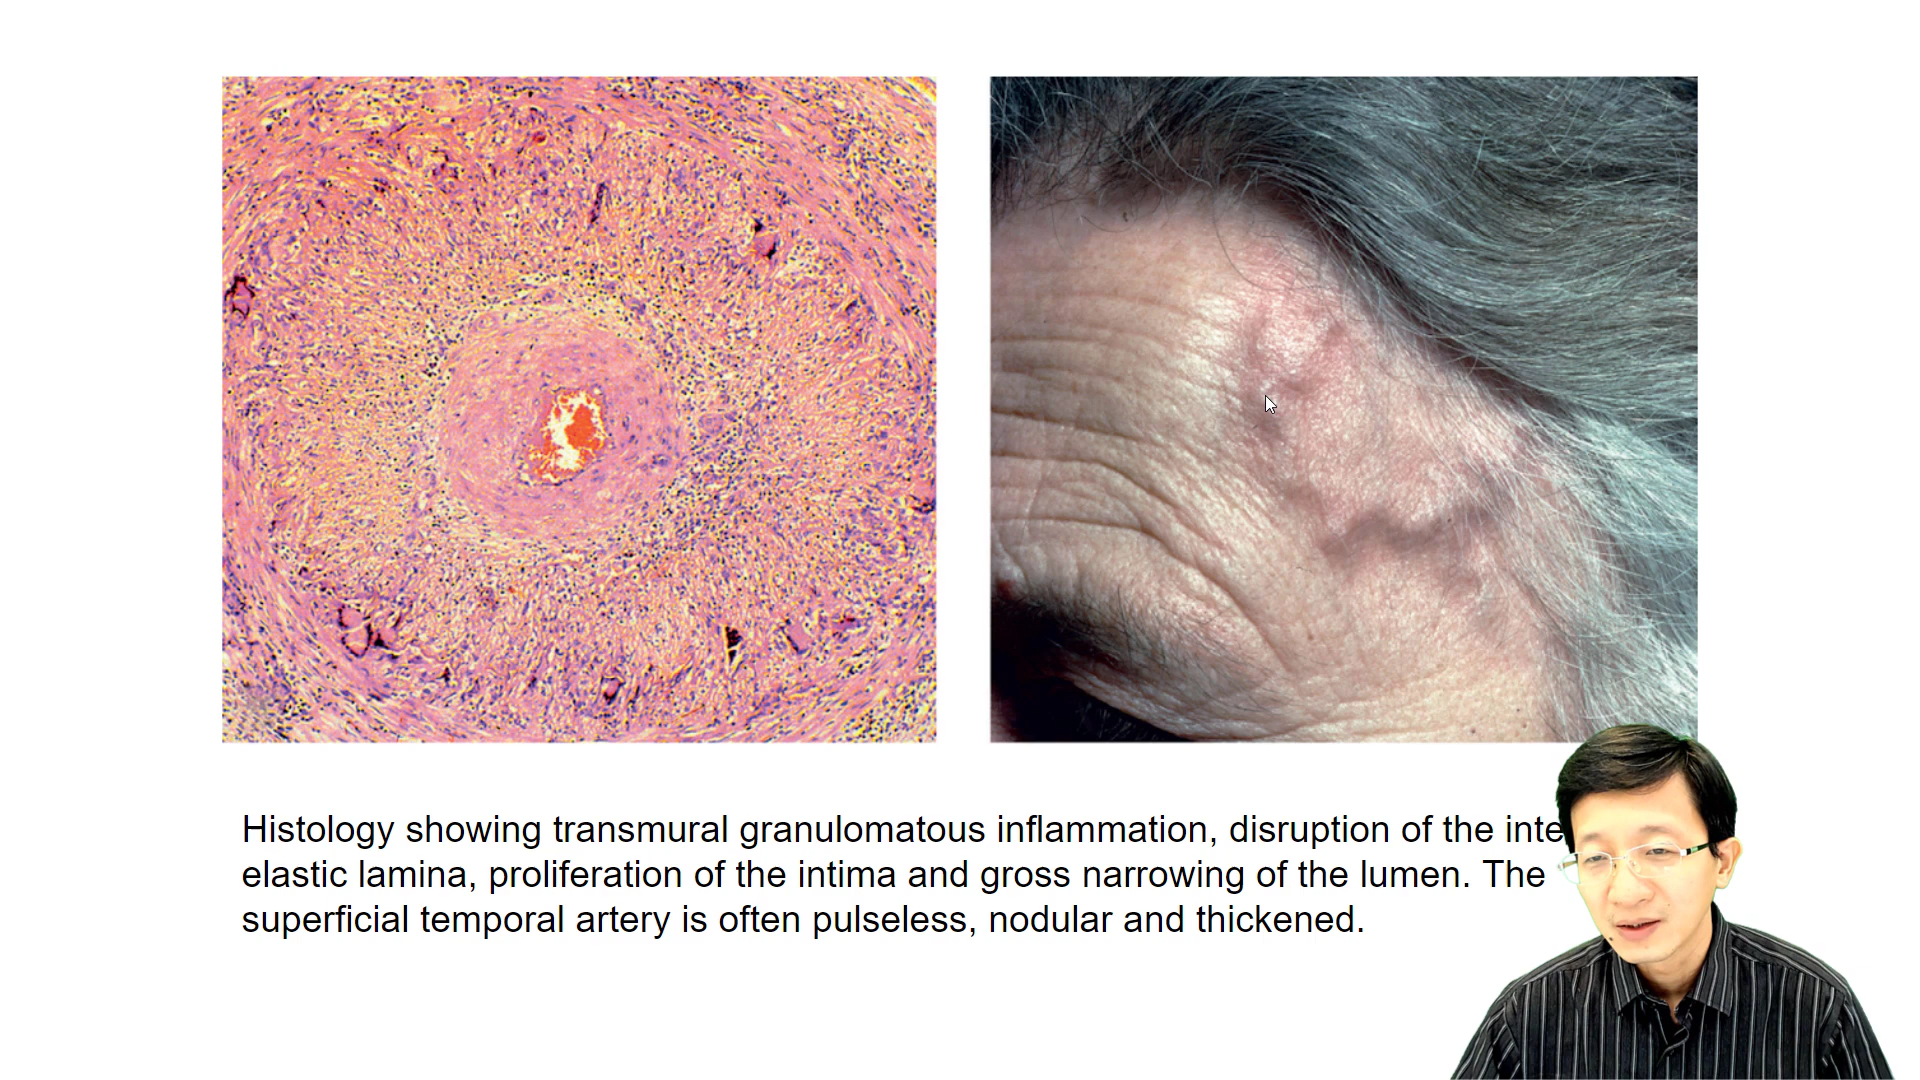 Histology showing transmural granulomatous inflammation, disruption of the
elastic lamina, proliferation of the intima and gross narrowing of the lumen. The
superficial temporal artery is often pulseless, nodular and thickened.